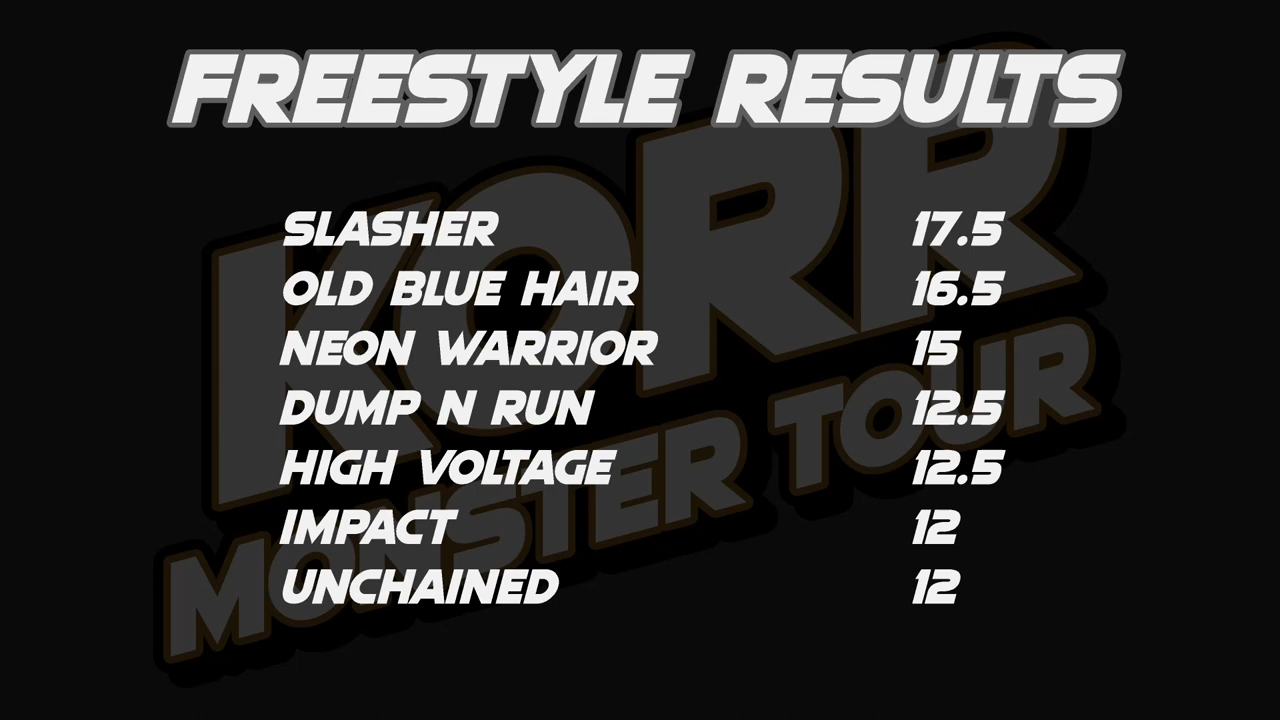 FREESTYLE RESULTS
SLASHER 17.5
OLD BLUE HAIR 16.5
NEON WARRIOR 15
DUMP N RUN 12.5
HIGH VOLTAGE 12.5
IMPACT 12
UNCHAINED 12
KORR
MONSTER TOUR